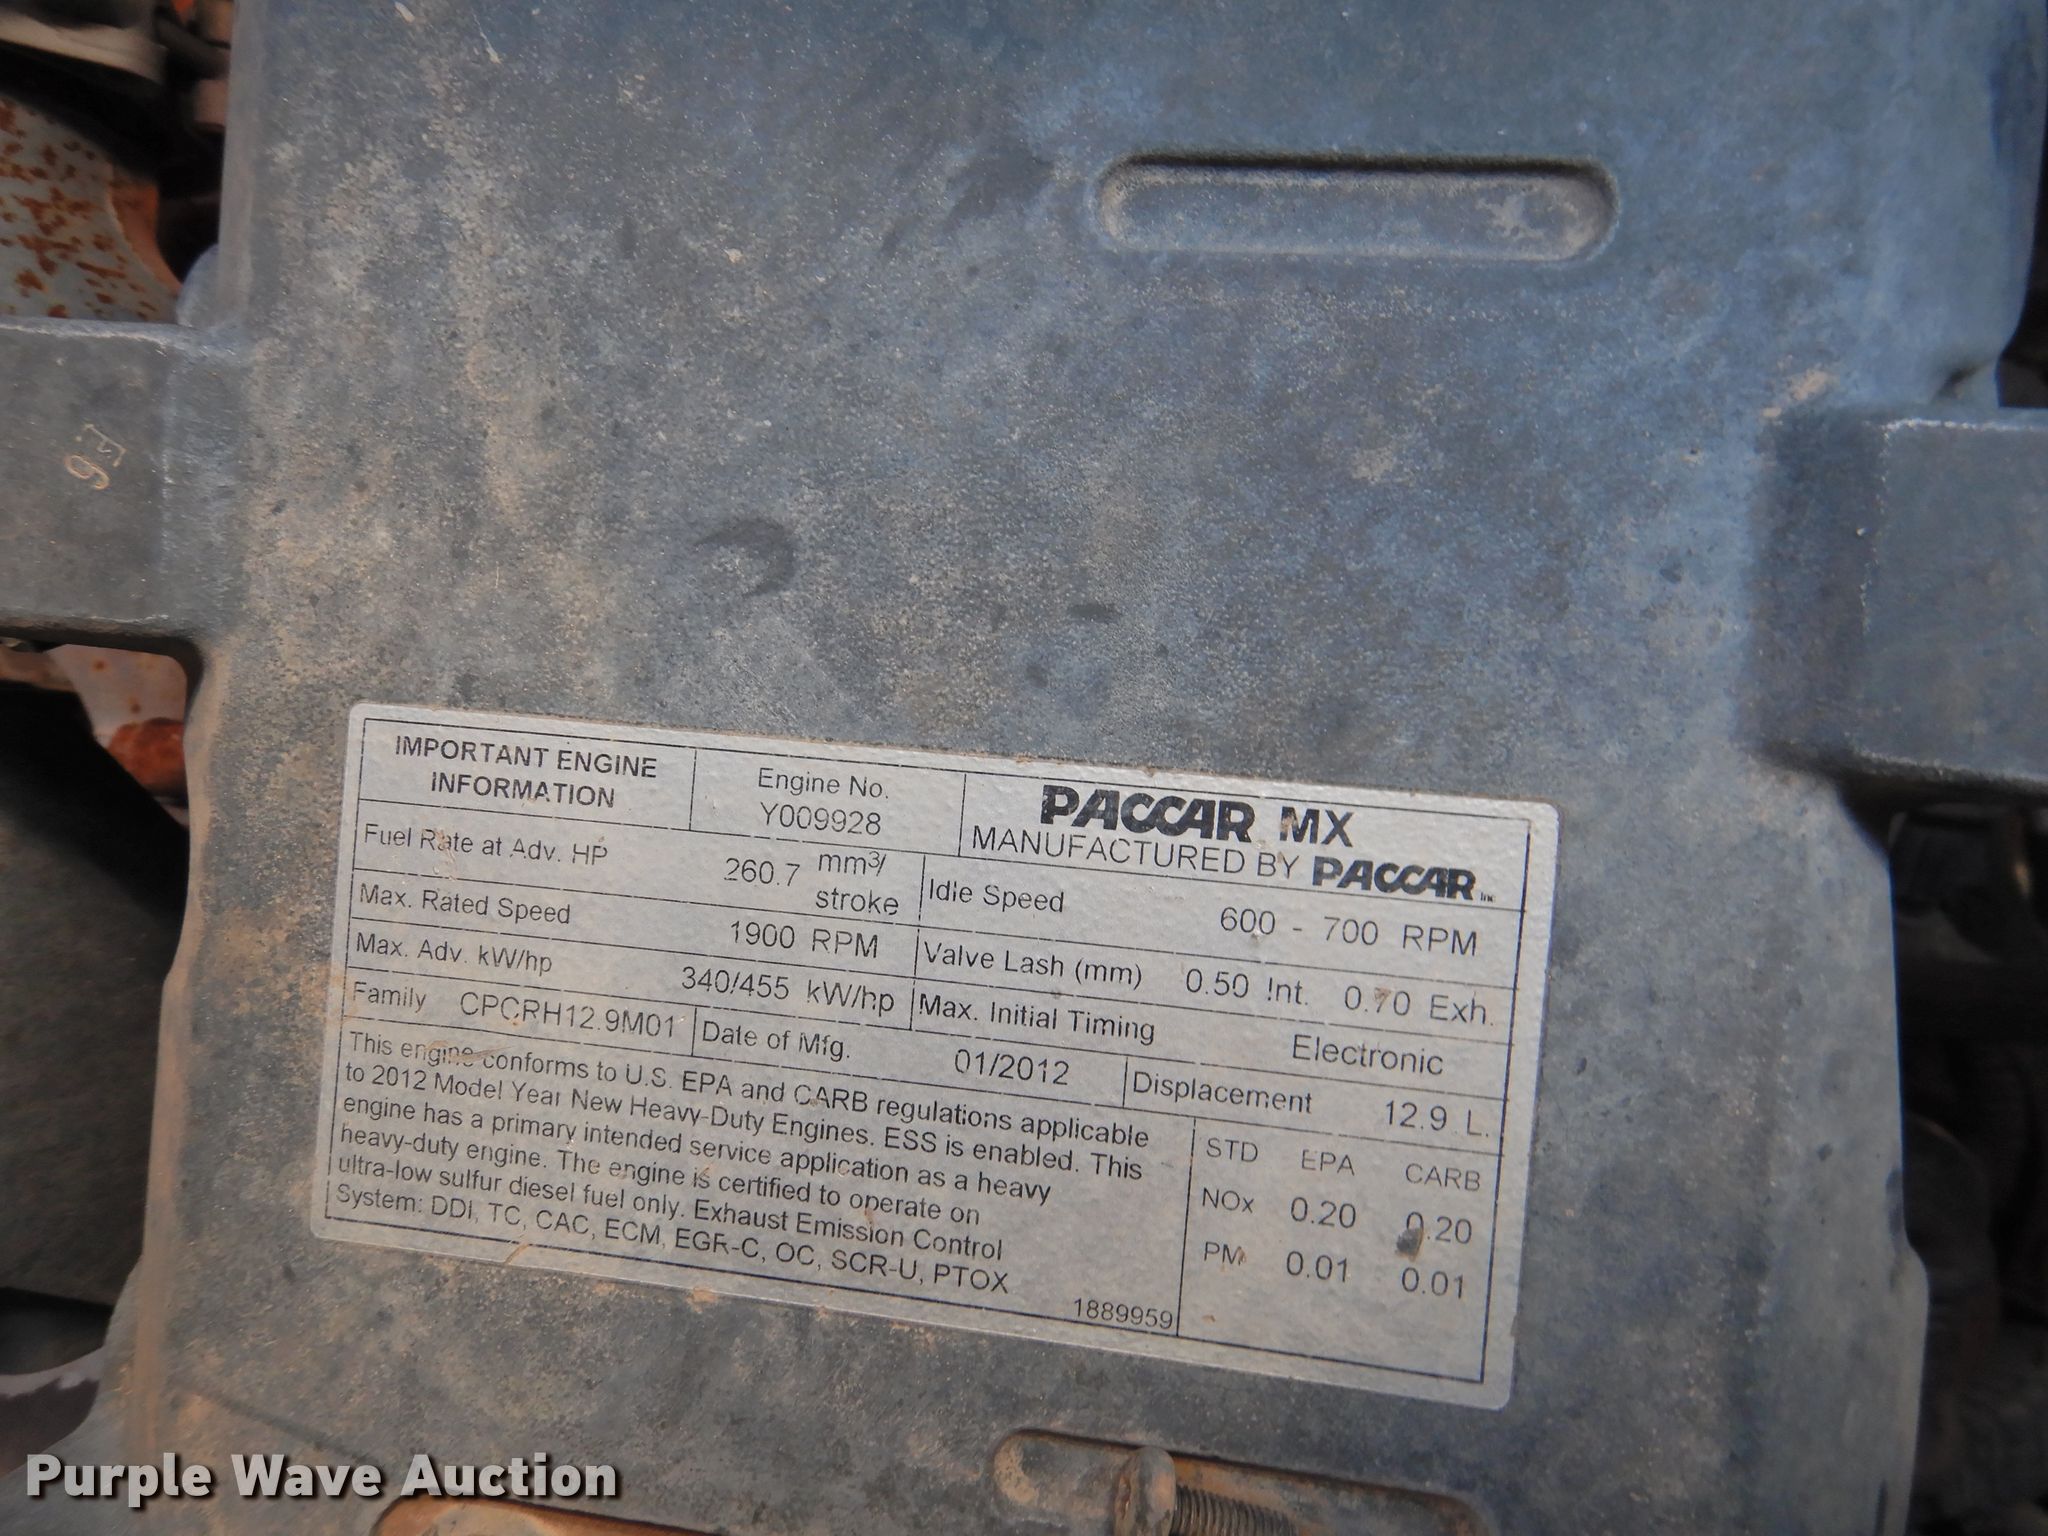 IMPORTANT ENGINE
INFORMATION
Engine No.
Y009928
PACCAR MX
MANUFACTURED BY PACCAR Inc
Fuel Rate at Adv. HP 260.7 mm3/
stroke
Idle Speed 600 - 700 RPM
Max. Rated Speed 1900 RPM
Valve Lash (mm) 0.50 Int. 0.70 Exh.
Max. Adv. kW/hp 340/455 kW/hp
Max. Initial Timing Electronic
Family CPCRH12.9M01
Date of Mfg. 01/2012
Displacement 12.9 L.
This engine conforms to U.S. EPA and CARB regulations applicable
to 2012 Model Year New Heavy-Duty Engines. ESS is enabled. This
engine has a primary intended service application as a heavy
heavy-duty engine. The engine is certified to operate on
ultra-low sulfur diesel fuel only. Exhaust Emission Control
System: DDI, TC, CAC, ECM, EGR-C, OC, SCR-U, PTOX
1889959
STD EPA CARB
NOx 0.20 0.20
PM 0.01 0.01
Purple Wave Auction